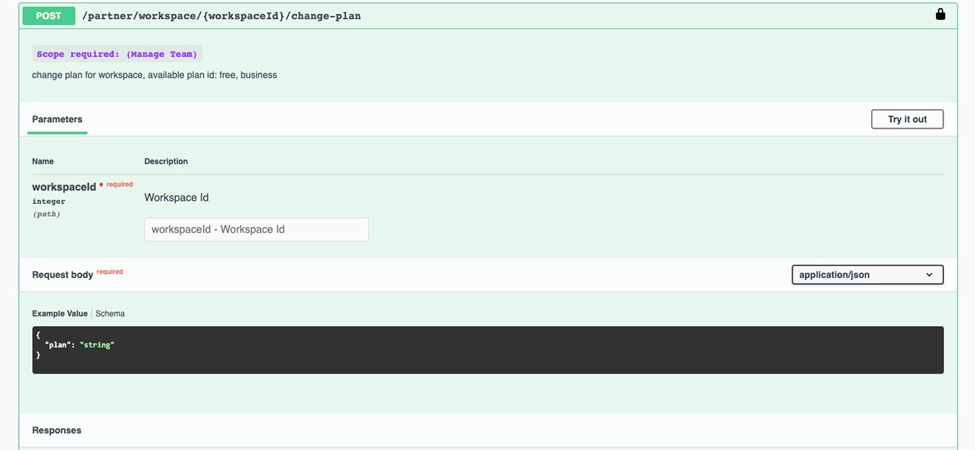 POST /partner/workspace/{workspaceId}/change-plan
Scope required: (Manage Team)
change plan for workspace, available plan id: free, business
Parameters Try it out
Name Description
workspaceId * required
integer
(path)
Workspace Id
workspaceId - Workspace Id
Request body required application/json
Example Value | Schema
{
"plan": "string"
}
Responses